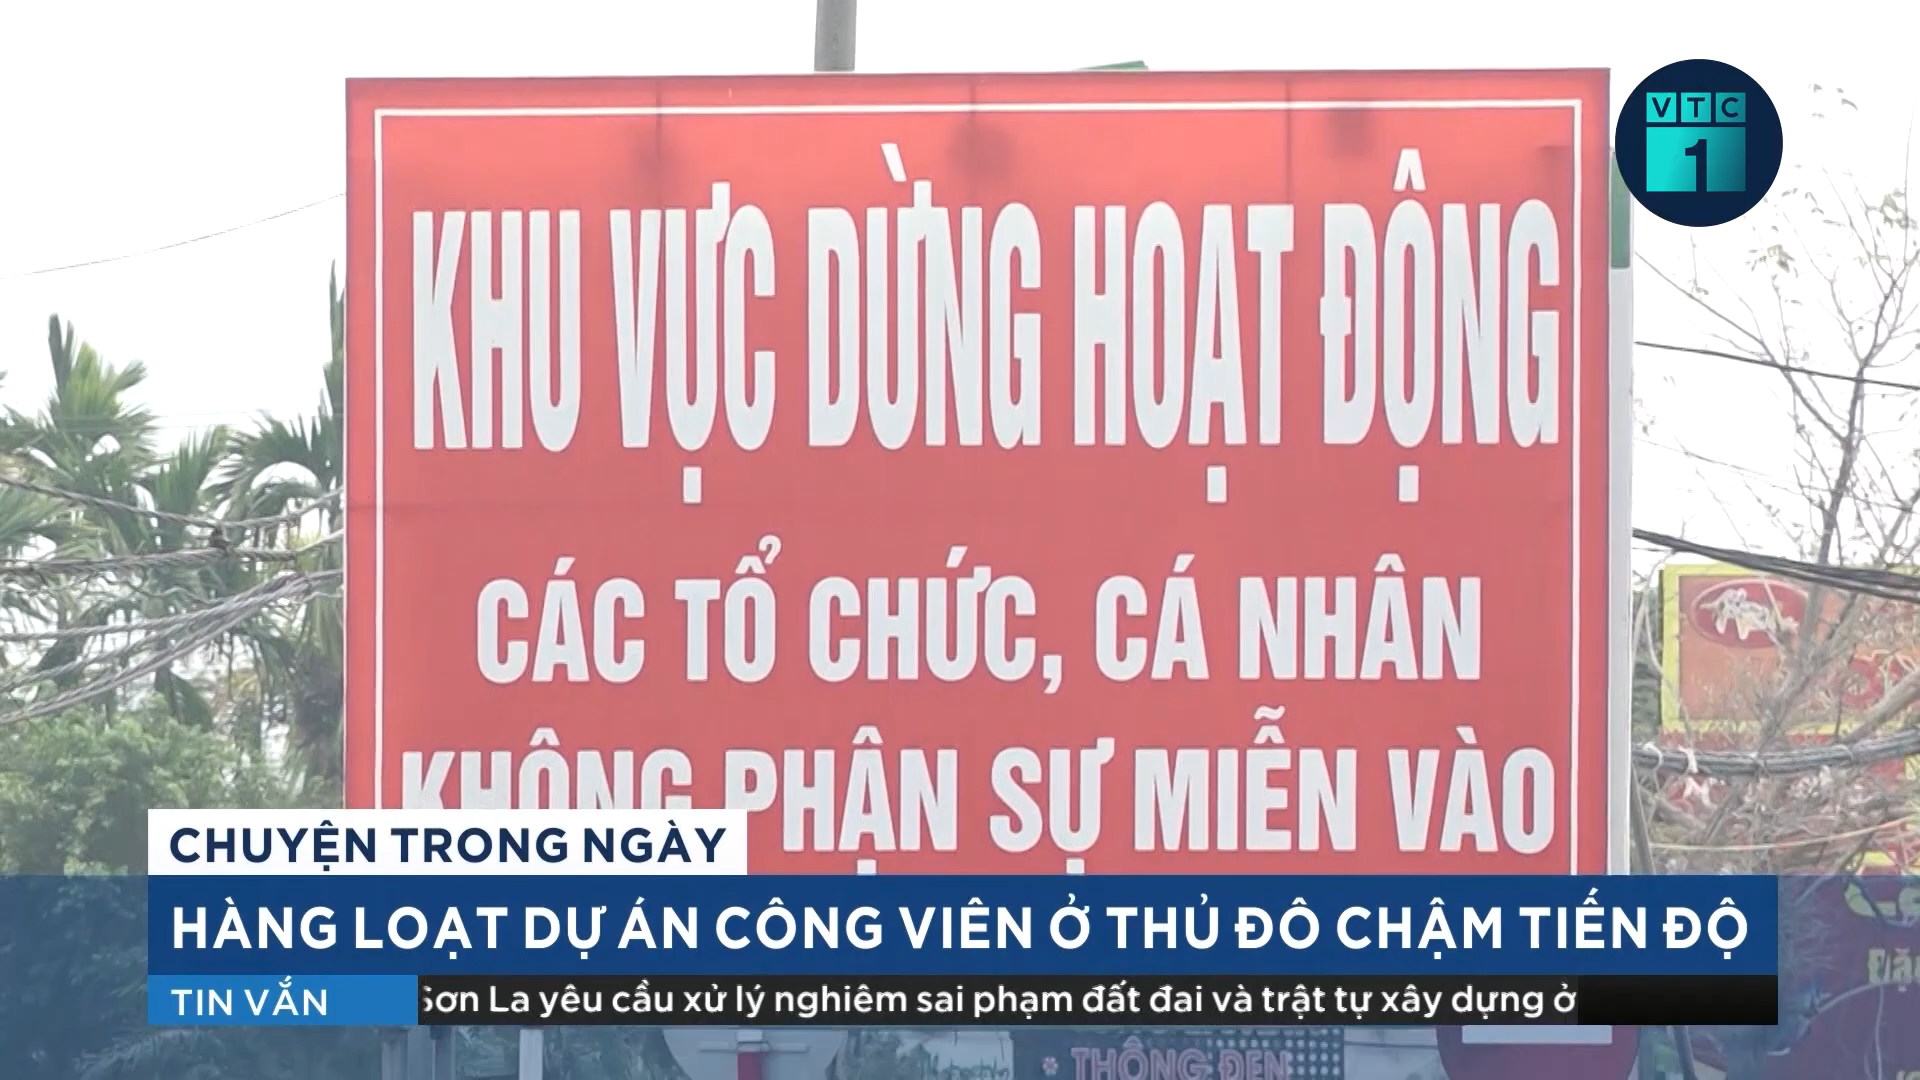 VTC
1
KHU VỰC DỪNG HOẠT ĐỘNG
CÁC TỔ CHỨC, CÁ NHÂN
KHÔNG PHẬN SỰ MIỄN VÀO
CHUYỆN TRONG NGÀY
HÀNG LOẠT DỰ ÁN CÔNG VIÊN Ở THỦ ĐÔ CHẬM TIẾN ĐỘ
TIN VẮN
Sơn La yêu cầu xử lý nghiêm sai phạm đất đai và trật tự xây dựng ở
THÔNG ĐEN